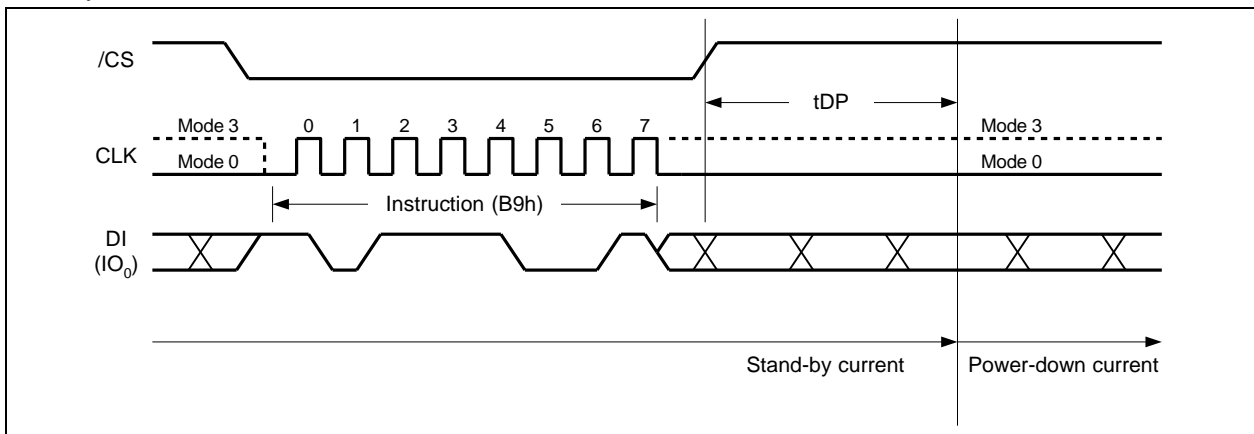 /CS
tDP
Mode 3 0 1 2 3 4 5 6 7 Mode 3
CLK
Mode 0 Mode 0
Instruction (B9h)
DI
(IO₀)
Stand-by current Power-down current